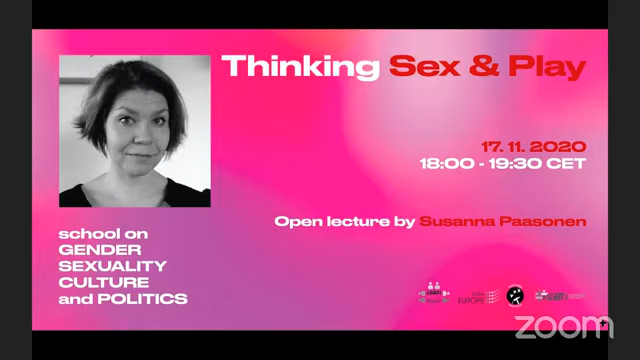 Thinking Sex & Play
17. 11. 2020
18:00 - 19:30 CET
Open lecture by Susanna Paasonen
school on
GENDER
SEXUALITY
CULTURE
and POLITICS
EUROPE
zoom